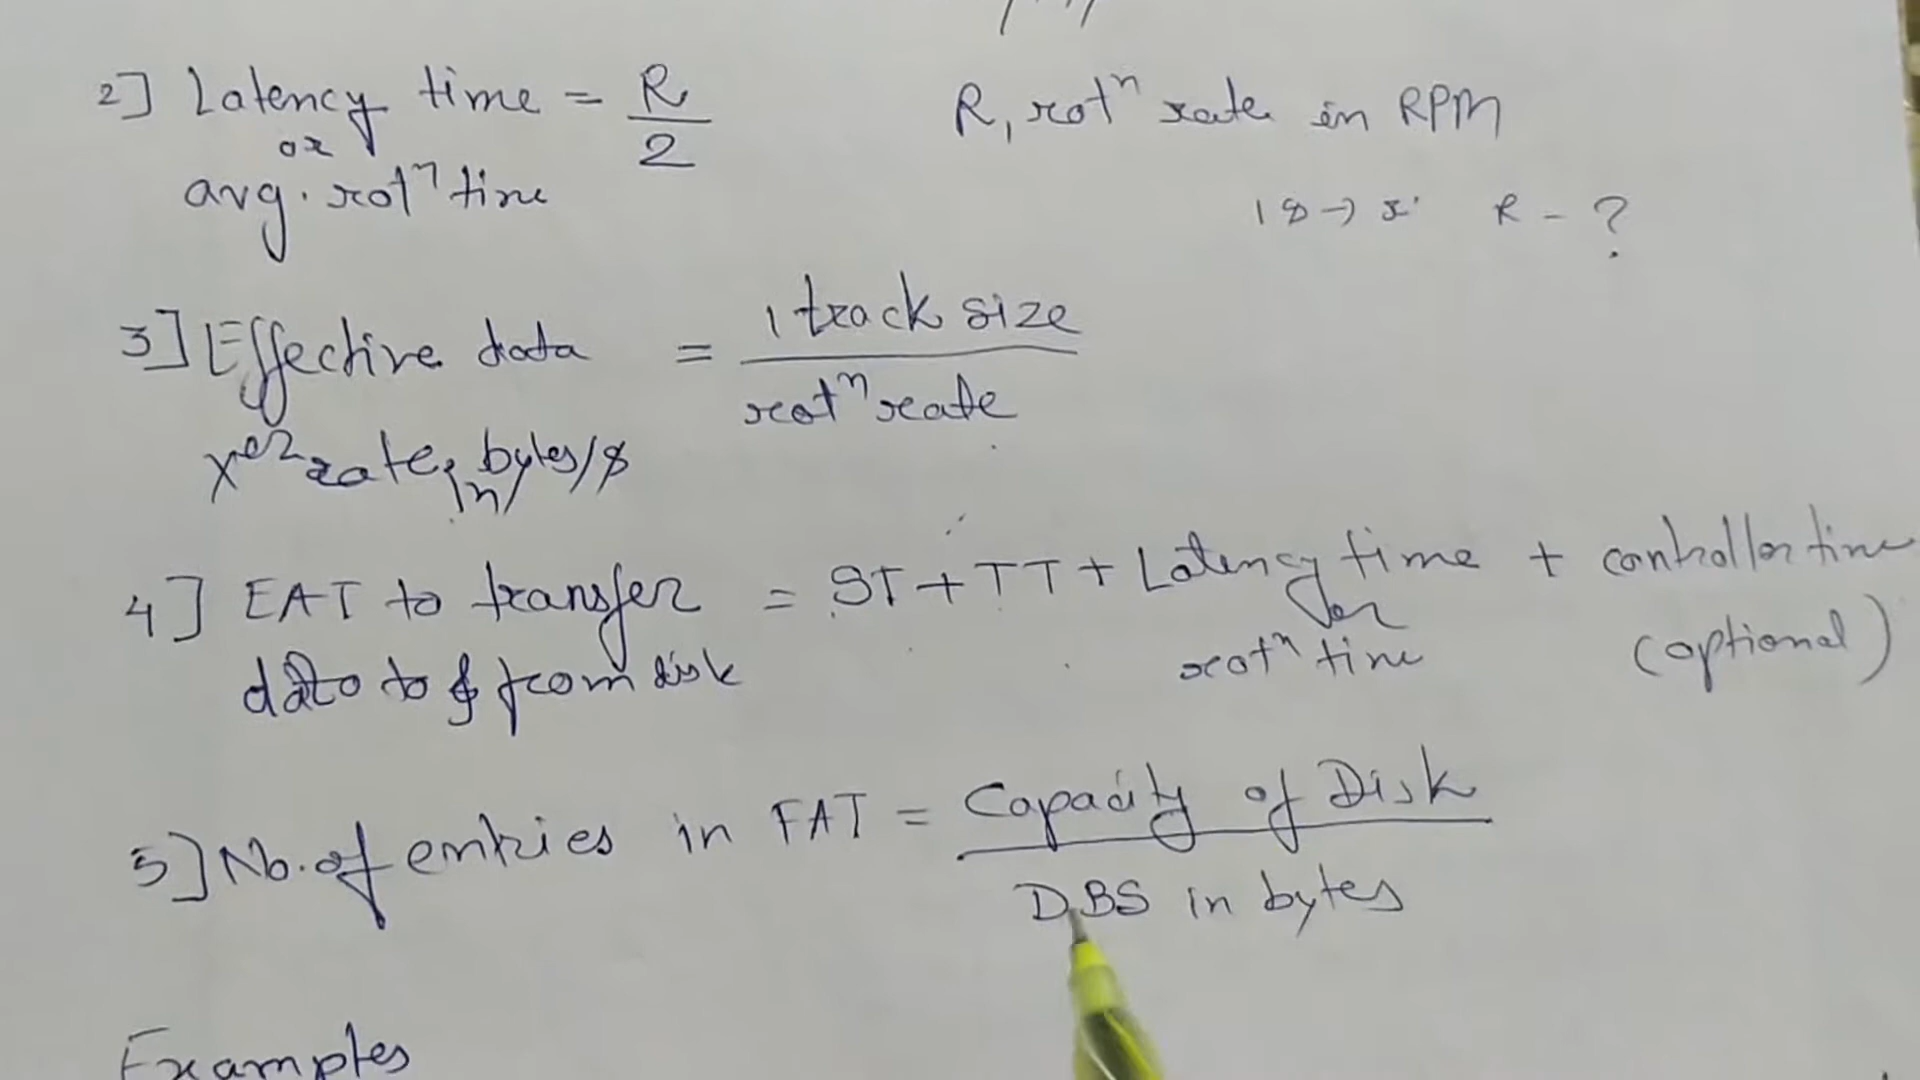 2] Latency time = R/2 R, rotⁿ rate in RPM
or
avg. rotⁿ time R - ?
3] Effective data = 1 track size / rotⁿ rate
xᵉʳ rate, in bytes/s
4] EAT to transfer = ST + TT + Latency time + controller time
or
data to & from disk rotⁿ time (optional)
5] No. of entries in FAT = Capacity of Disk
DBS in bytes
Examples